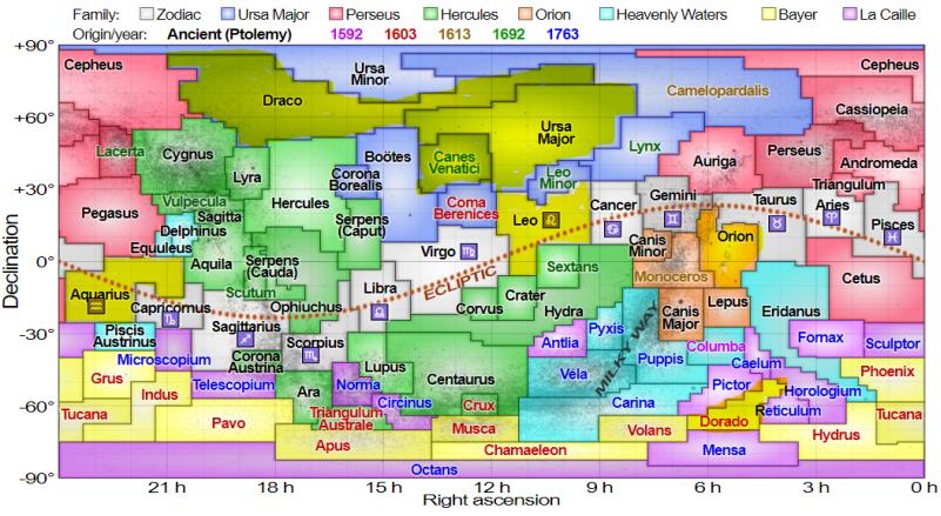 Family: Zodiac Ursa Major Perseus Hercules Orion Heavenly Waters Bayer La Caille
Origin/year: Ancient (Ptolemy) 1592 1603 1613 1692 1763
+90°
Cepheus
Ursa
Minor
Cepheus
Draco
Camelopardalis
Cassiopeia
+60°
Ursa
Major
Lacerta
Cygnus
Boötes
Canes
Venatici
Lynx
Auriga
Perseus
Andromeda
Lyra
Corona
Borealis
Leo
Minor
Triangulum
+30°
Vulpecula
Hercules
Coma
Berenices
Cancer
Gemini
Taurus
Aries
Pegasus
Sagitta
Delphinus
Serpens
(Caput)
Leo ♌
♋
♊
♉
♈
Pisces
♓
Equuleus
Virgo ♍
Canis
Minor
Orion
0°
Aquila
Serpens
(Cauda)
ECLIPTIC
Sextans
Monoceros
Cetus
Aquarius
♒
Capricornus
♑
Scutum
Ophiuchus
Libra
♎
Corvus
Crater
Hydra
Canis
Major
Lepus
Eridanus
-30°
Piscis
Austrinus
Sagittarius
♐
Scorpius
♏
Antlia
Pyxis
MILKY WAY
Columba
Fornax
Sculptor
Microscopium
Corona
Austrina
Lupus
Centaurus
Vela
Puppis
Caelum
Phoenix
Grus
Indus
Telescopium
Ara
Norma
Circinus
Crux
Carina
Pictor
Horologium
-60°
Tucana
Pavo
Triangulum
Australe
Musca
Volans
Dorado
Reticulum
Tucana
Apus
Chamaeleon
Mensa
Hydrus
Octans
-90°
21 h 18 h 15 h 12 h 9 h 6 h 3 h 0 h
Right ascension
Declination